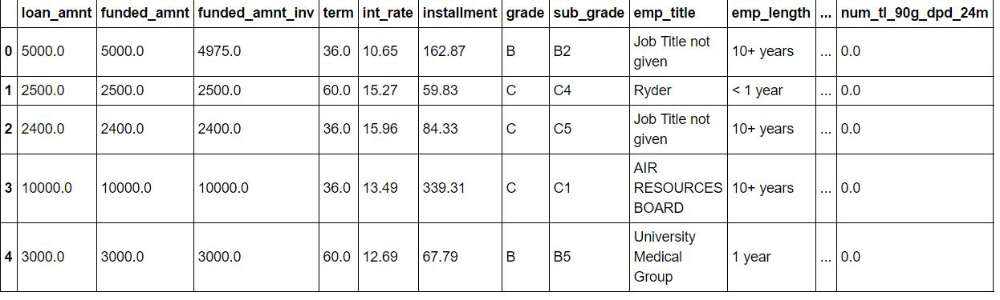 loan_amnt funded_amnt funded_amnt_inv term int_rate installment grade sub_grade emp_title emp_length ... num_tl_90g_dpd_24m
0 5000.0 5000.0 4975.0 36.0 10.65 162.87 B B2 Job Title not
given 10+ years ... 0.0
1 2500.0 2500.0 2500.0 60.0 15.27 59.83 C C4 Ryder < 1 year ... 0.0
2 2400.0 2400.0 2400.0 36.0 15.96 84.33 C C5 Job Title not
given 10+ years ... 0.0
3 10000.0 10000.0 10000.0 36.0 13.49 339.31 C C1 AIR
RESOURCES
BOARD 10+ years ... 0.0
4 3000.0 3000.0 3000.0 60.0 12.69 67.79 B B5 University
Medical
Group 1 year ... 0.0